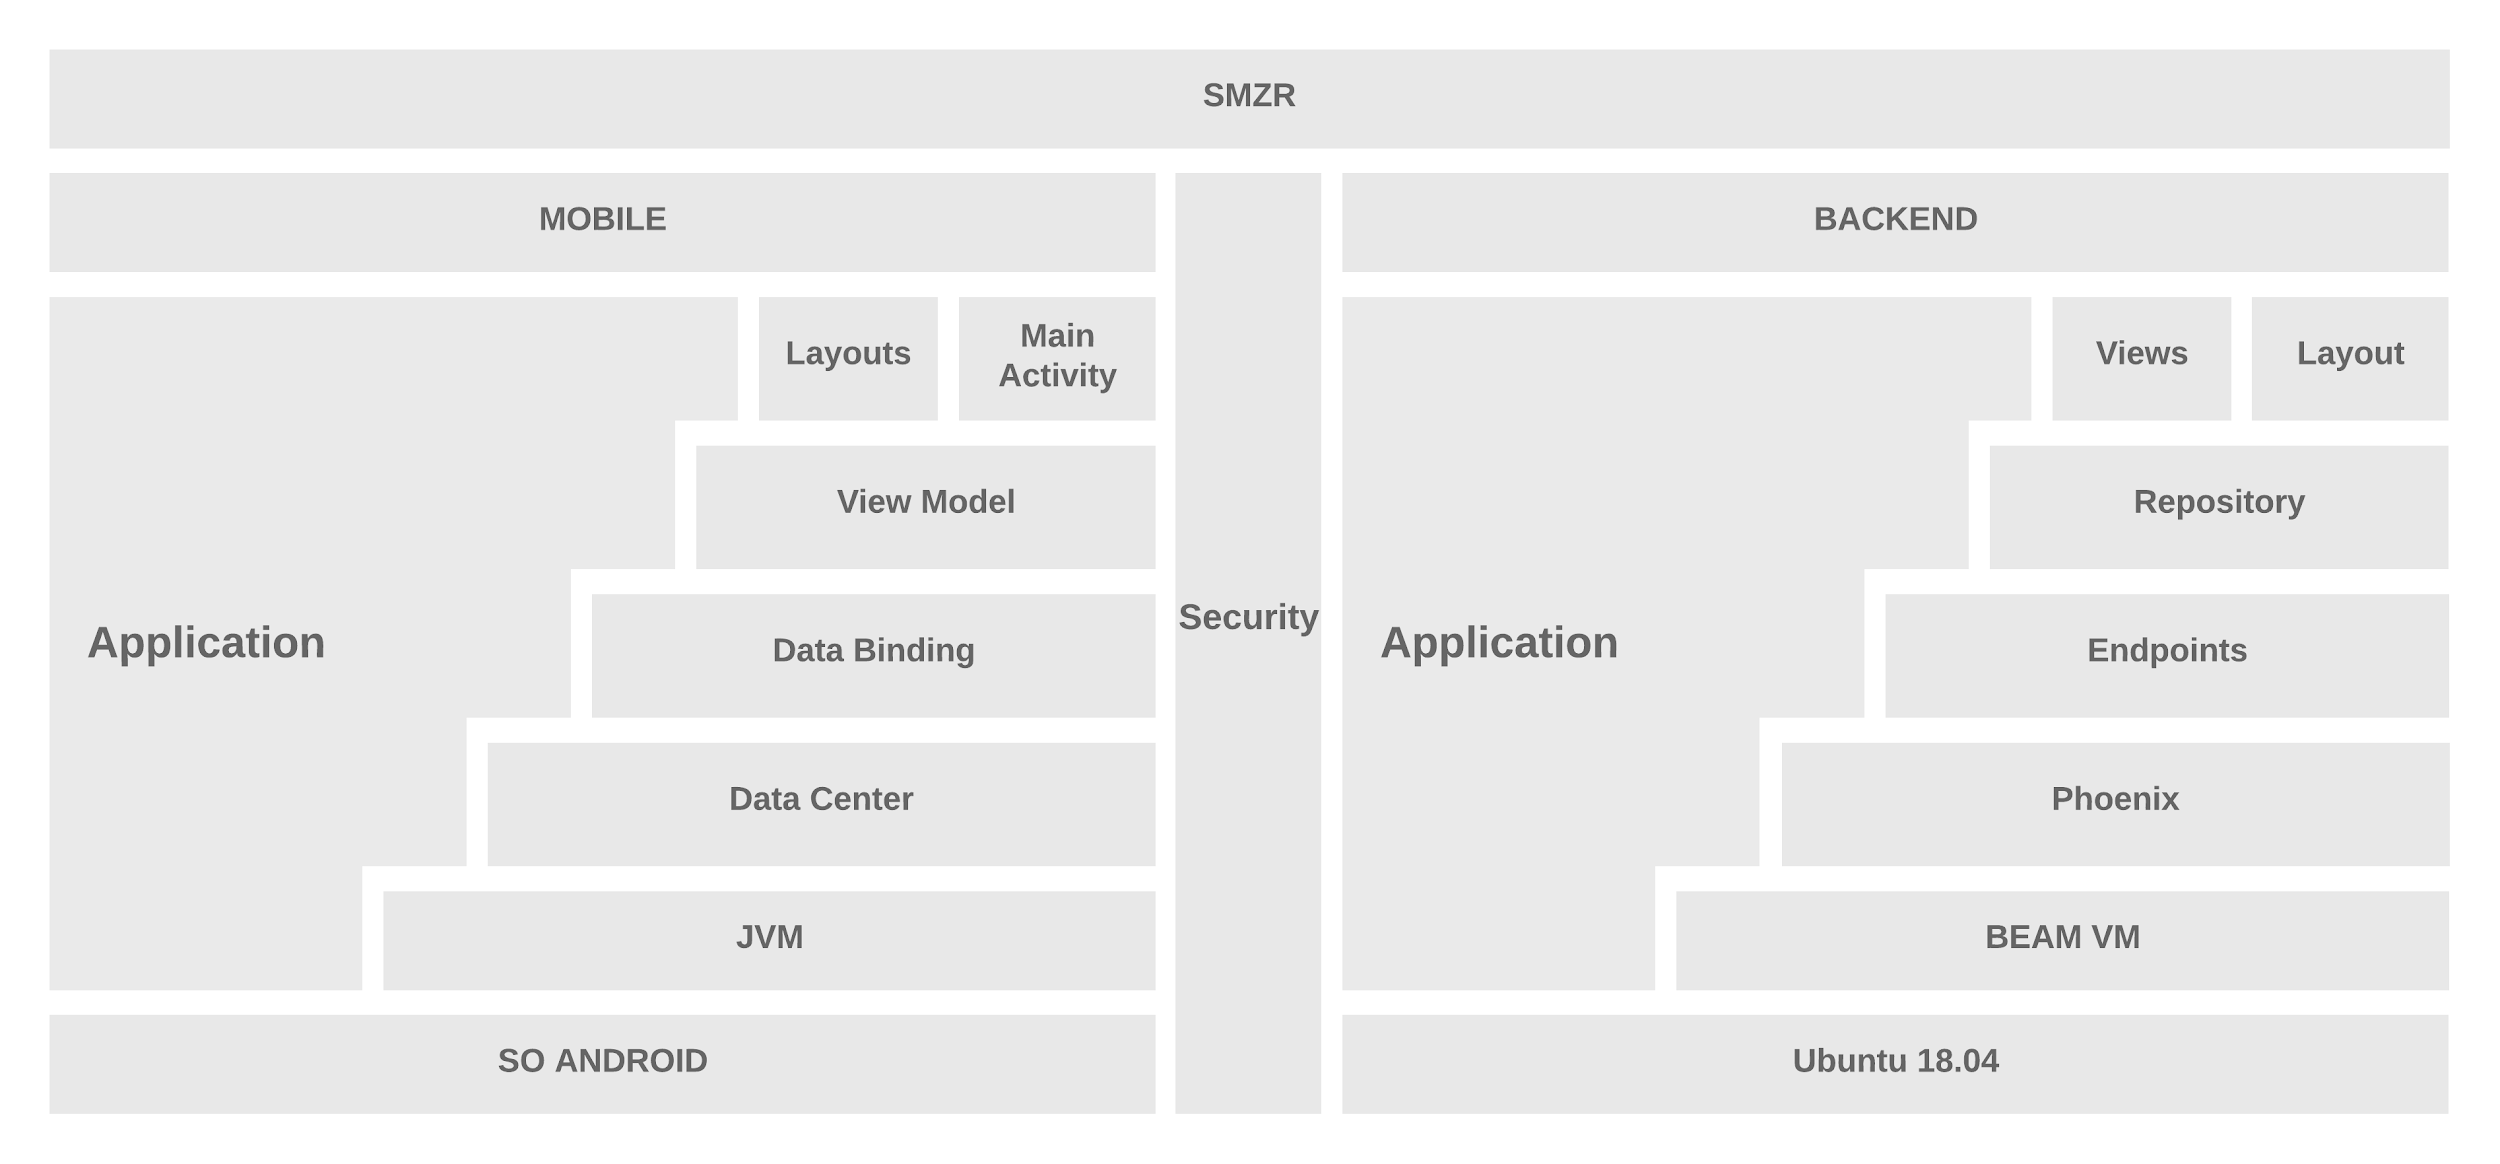 SMZR
MOBILE
BACKEND
Layouts
Main
Activity
View Model
Data Binding
Application
Data Center
JVM
SO ANDROID
Security
Views
Layout
Repository
Endpoints
Application
Phoenix
BEAM VM
Ubuntu 18.04